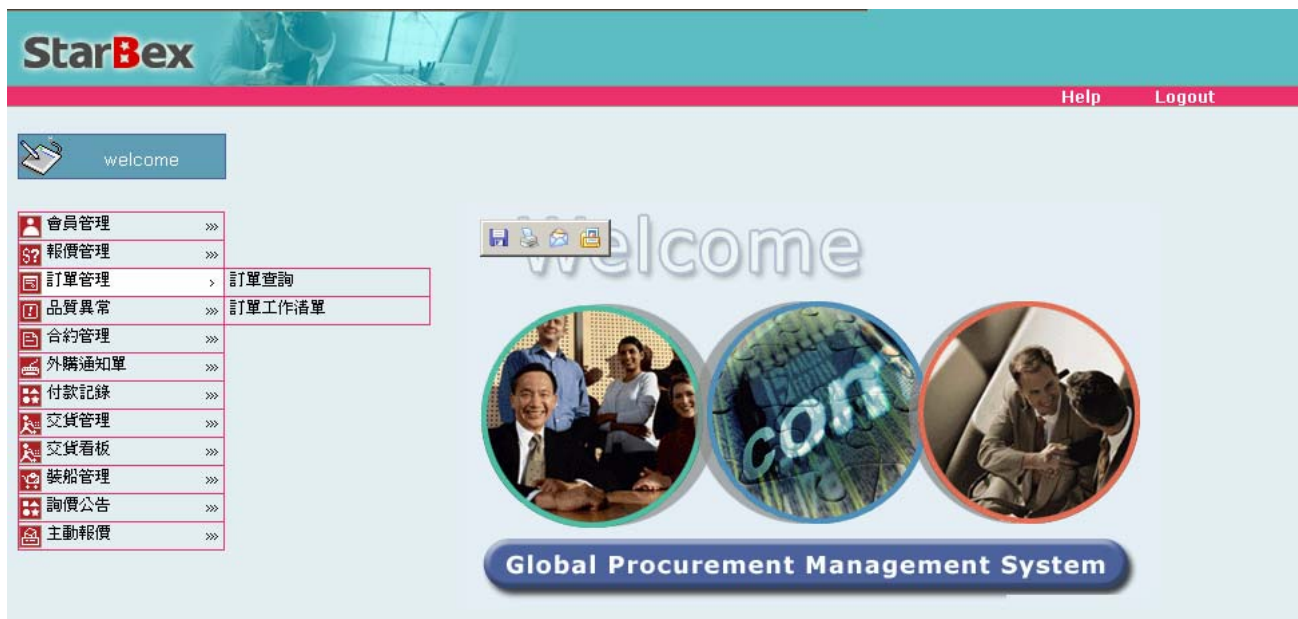 StarBex
Help Logout
welcome
會員管理
報價管理
訂單管理
訂單查詢
品質異常
訂單工作清單
合約管理
外購通知單
付款記錄
交貨管理
交貨看板
裝船管理
詢價公告
主動報價
Welcome
com
Global Procurement Management System